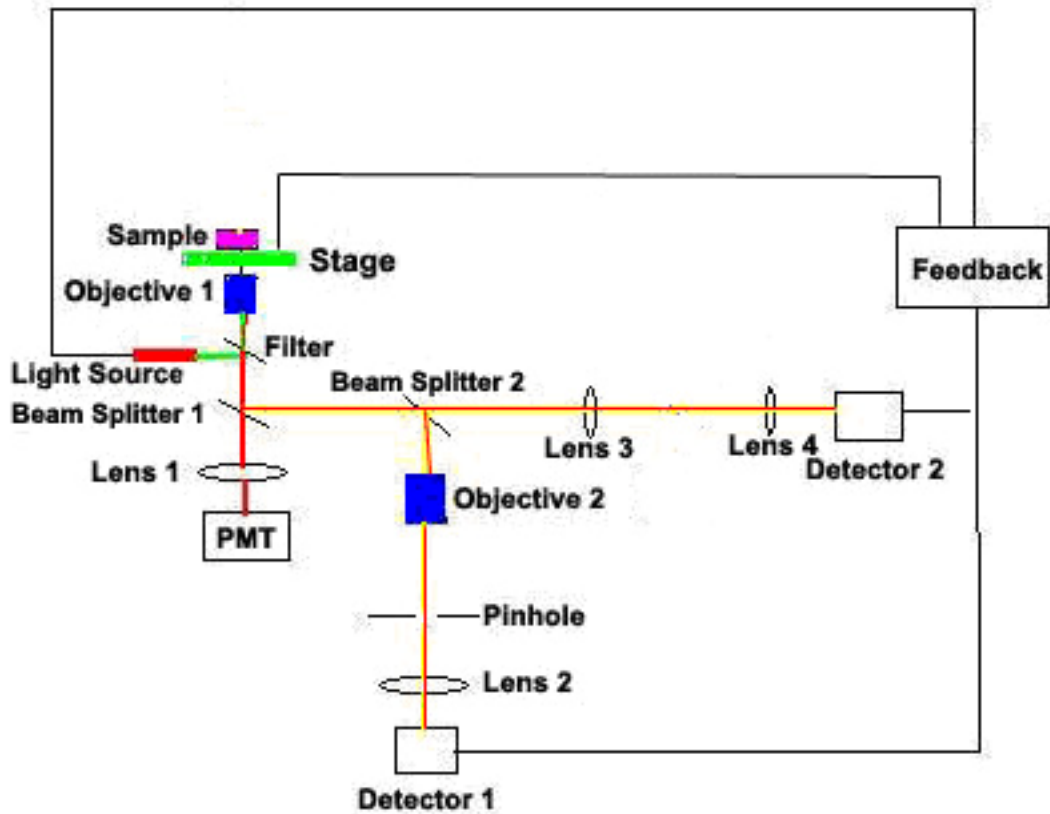 Sample
Stage
Feedback
Objective 1
Filter
Light Source
Beam Splitter 2
Beam Splitter 1
Lens 3
Lens 4
Detector 2
Lens 1
Objective 2
PMT
Pinhole
Lens 2
Detector 1